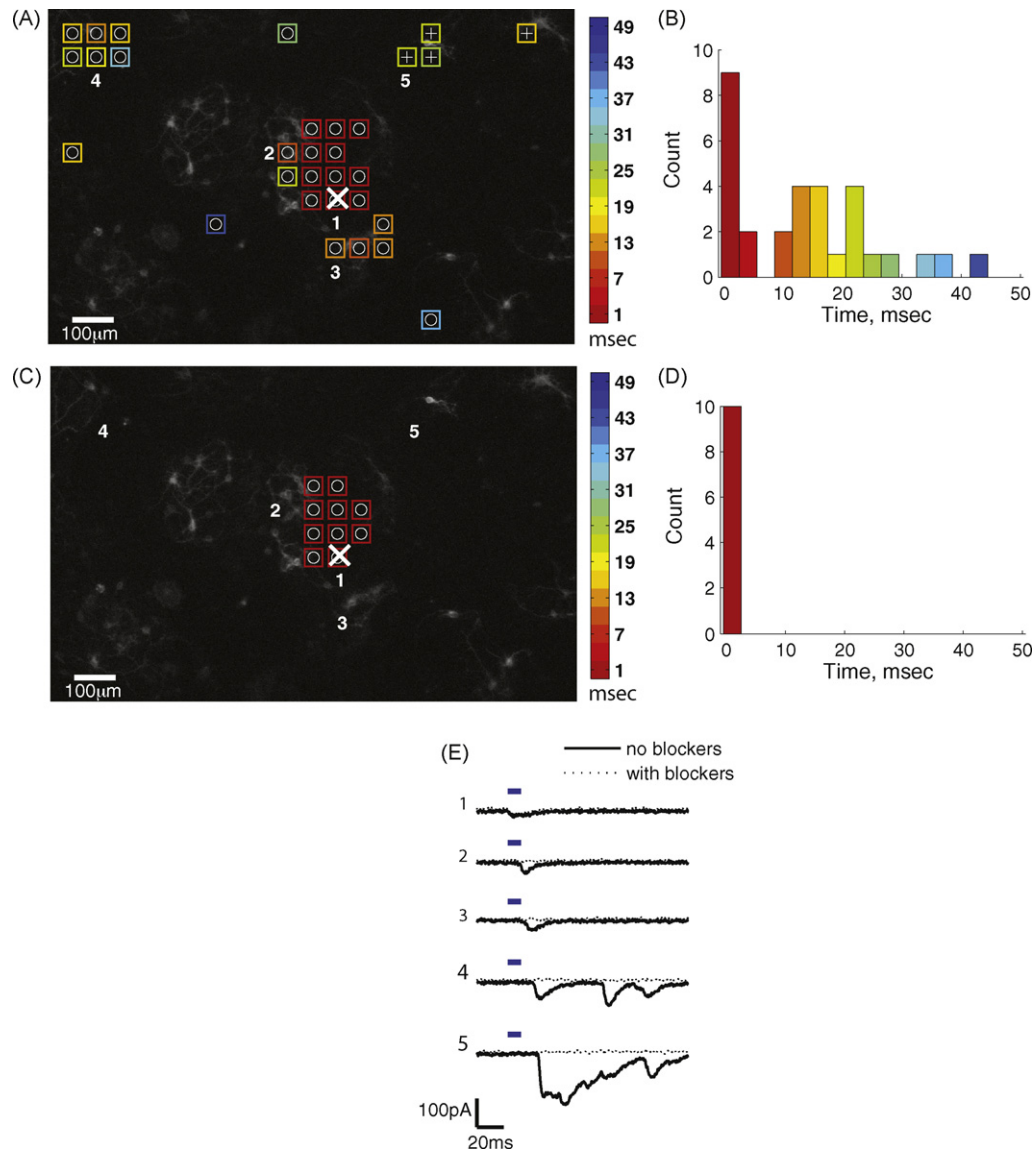 (A)
4
5
2
1
3
100μm
49
43
37
31
25
19
13
7
1
msec
(B)
10
8
6
4
2
0
Count
0 10 20 30 40 50
Time, msec
(C)
4
5
2
1
3
100μm
49
43
37
31
25
19
13
7
1
msec
(D)
10
8
6
4
2
0
Count
0 10 20 30 40 50
Time, msec
(E)
no blockers
with blockers
1
2
3
4
5
100pA
20ms